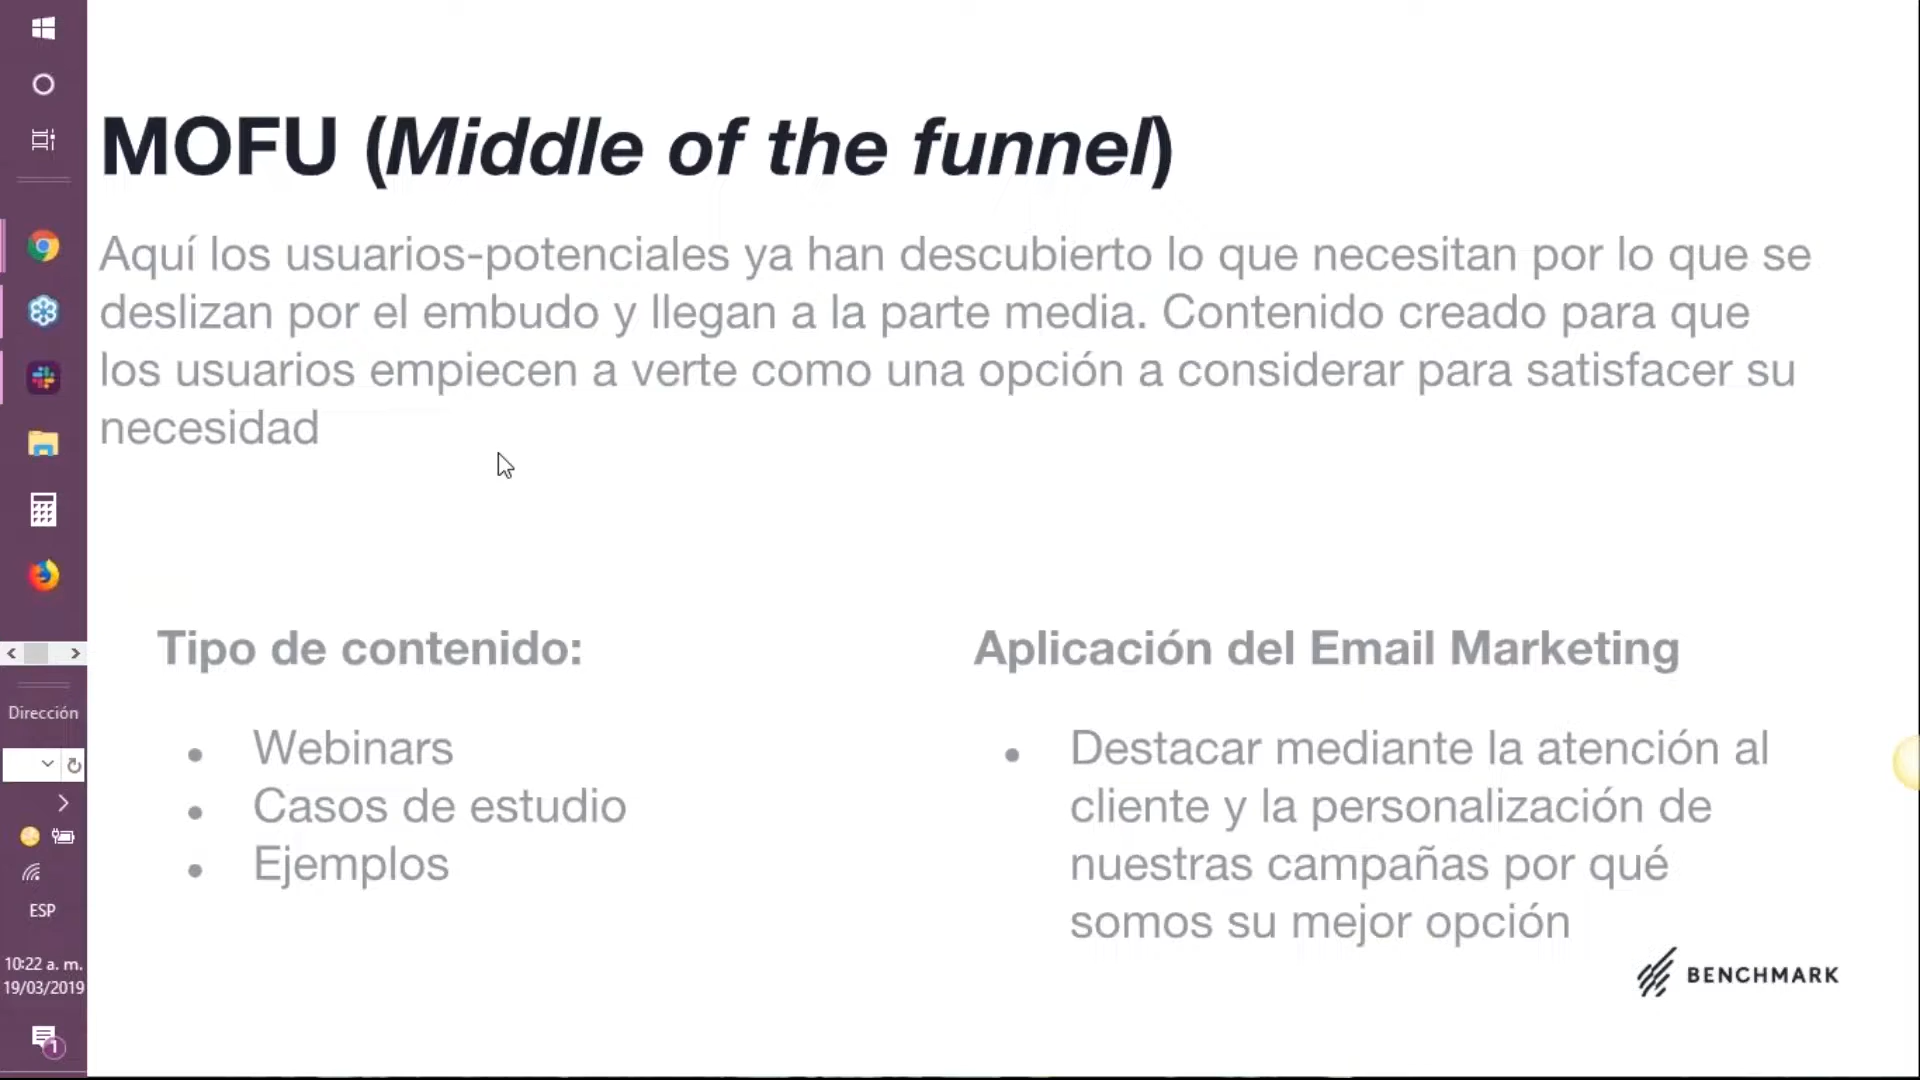 MOFU (Middle of the funnel)
Aquí los usuarios-potenciales ya han descubierto lo que necesitan por lo que se
deslizan por el embudo y llegan a la parte media. Contenido creado para que
los usuarios empiecen a verte como una opción a considerar para satisfacer su
necesidad
Tipo de contenido:
• Webinars
• Casos de estudio
• Ejemplos
Aplicación del Email Marketing
• Destacar mediante la atención al
cliente y la personalización de
nuestras campañas por qué
somos su mejor opción
BENCHMARK
Dirección
ESP
10:22 a. m.
19/03/2019
1